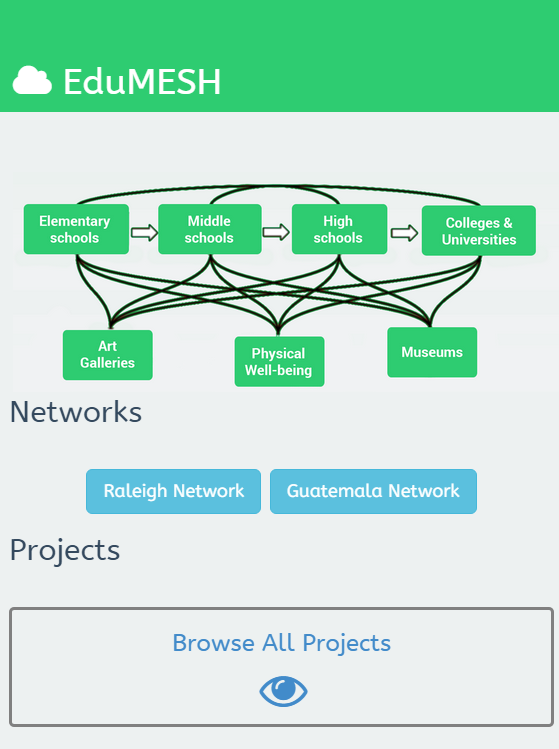 EduMESH
Elementary
schools
Middle
schools
High
schools
Colleges &
Universities
Art
Galleries
Physical
Well-being
Museums
Networks
Raleigh Network
Guatemala Network
Projects
Browse All Projects